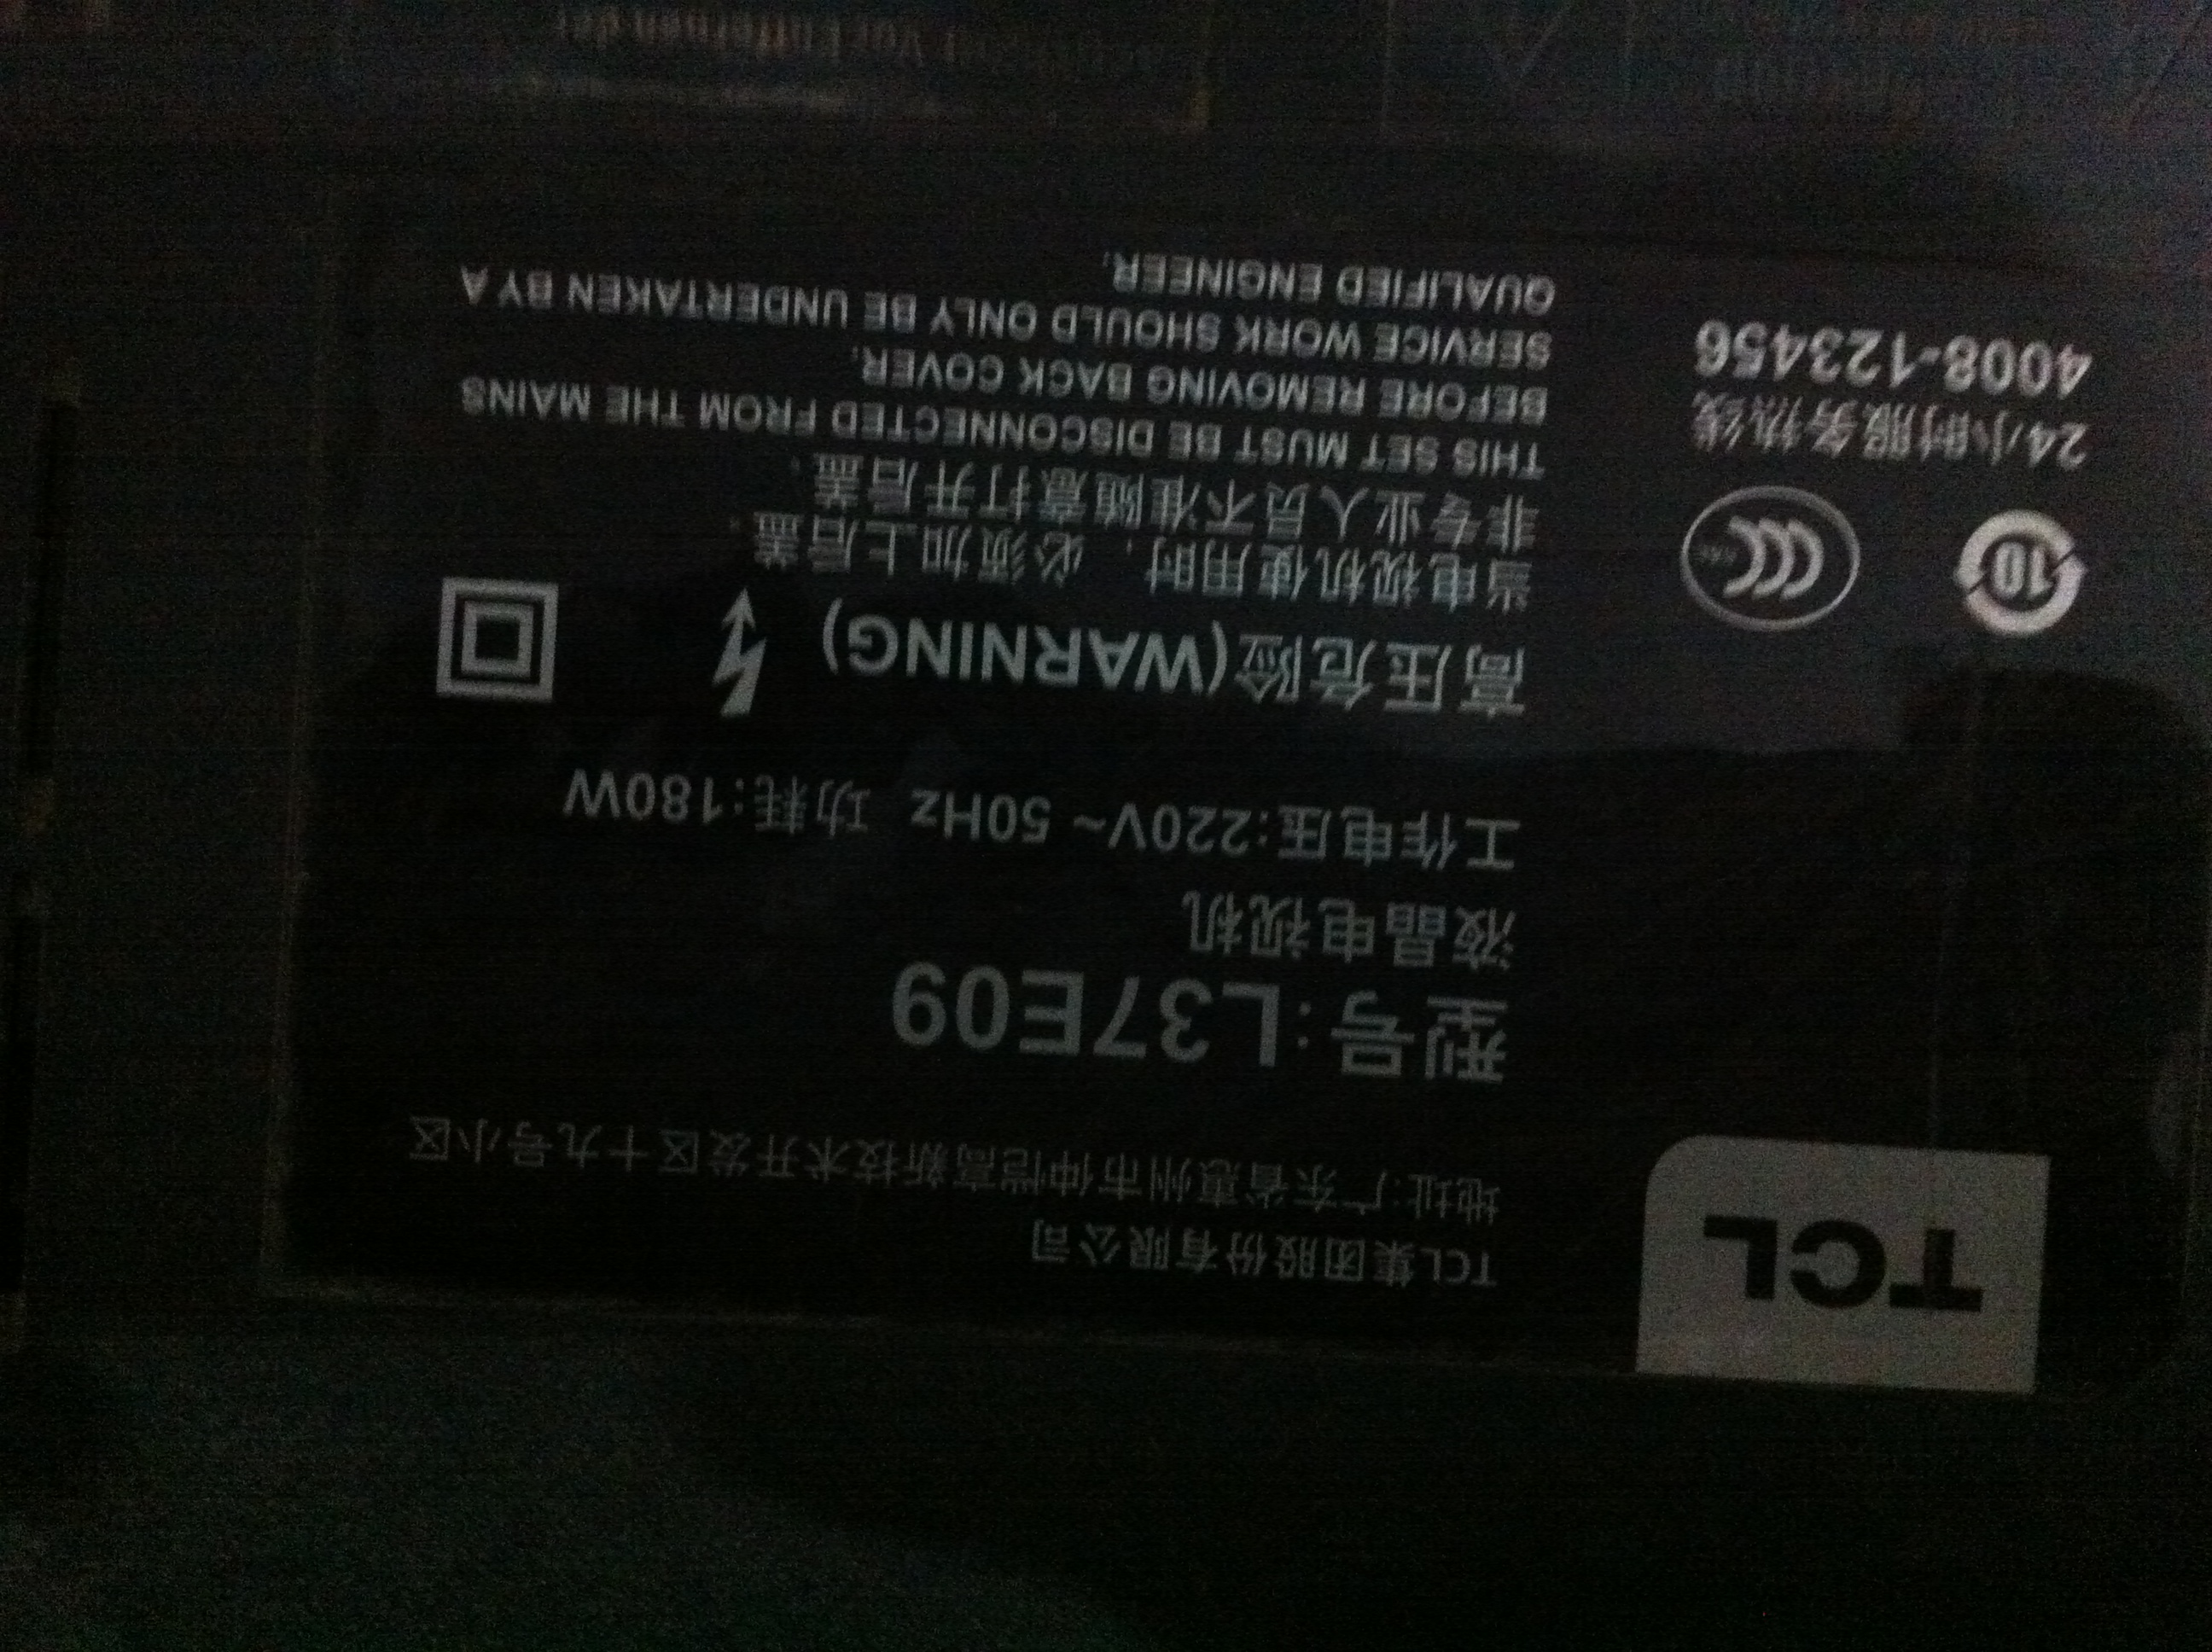 TCL
TCL集团股份有限公司
地址:广东省惠州市仲恺高新技术开发区十九号小区
型号:L37E09
液晶电视机
工作电压:220V~ 50Hz 功耗:180W
高压危险(WARNING)
当电视机使用时，必须加上后盖。
非专业人员不准随意打开后盖。
THIS SET MUST BE DISCONNECTED FROM THE MAINS
BEFORE REMOVING BACK COVER.
SERVICE WORK SHOULD ONLY BE UNDERTAKEN BY A
QUALIFIED ENGINEER.
10
CCC
24小时服务热线
4008-123456
Vor Entfernen der